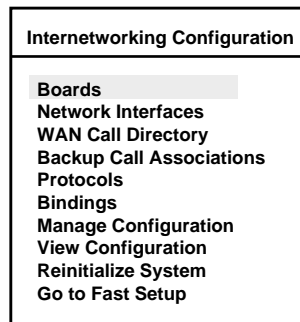 Internetworking Configuration
Boards
Network Interfaces
WAN Call Directory
Backup Call Associations
Protocols
Bindings
Manage Configuration
View Configuration
Reinitialize System
Go to Fast Setup